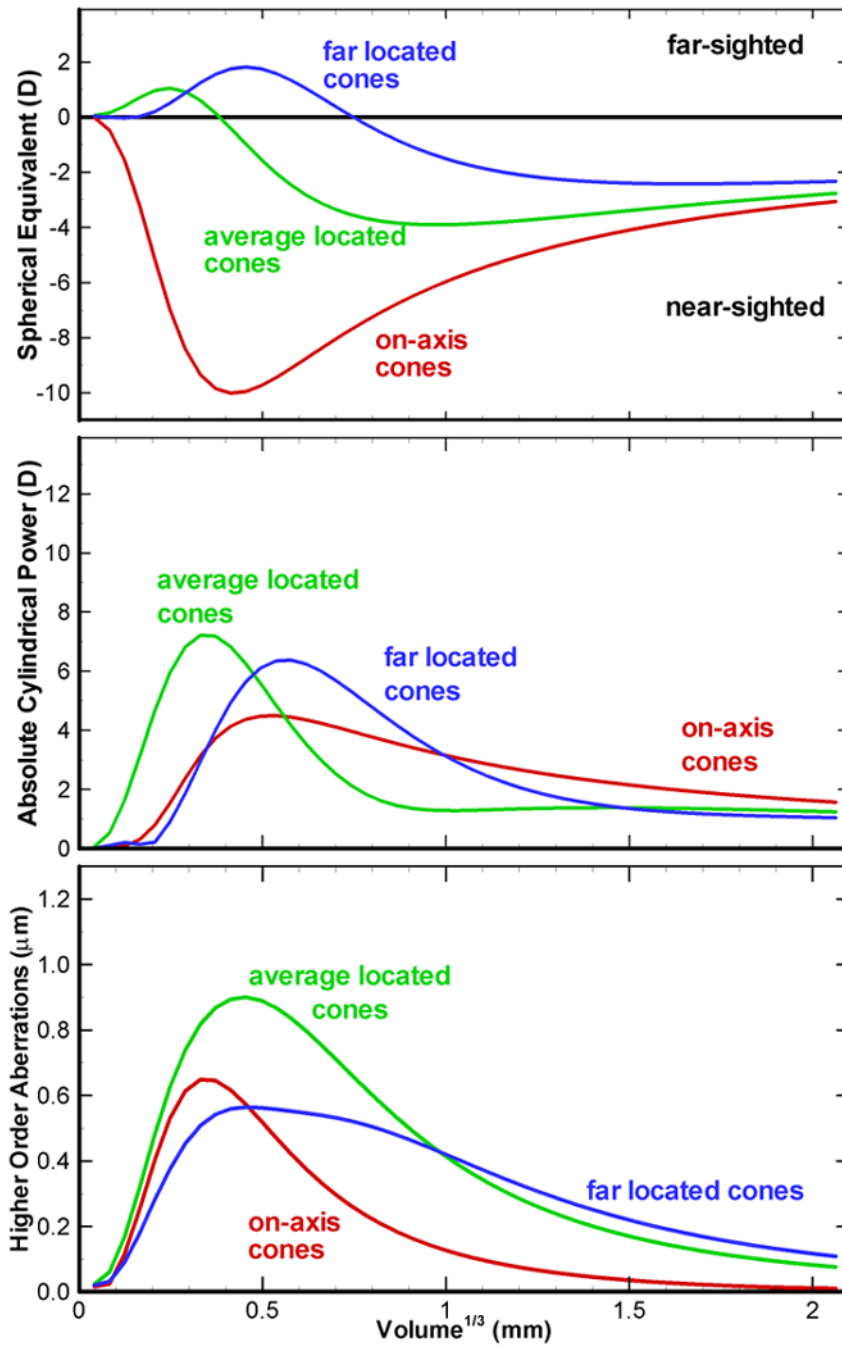 Spherical Equivalent (D)
2
0
-2
-4
-6
-8
-10
far located
cones
far-sighted
average located
cones
near-sighted
on-axis
cones
Absolute Cylindrical Power (D)
12
10
8
6
4
2
0
average located
cones
far located
cones
on-axis
cones
Higher Order Aberrations (μm)
1.2
1.0
0.8
0.6
0.4
0.2
0.0
average located
cones
far located cones
on-axis
cones
0 0.5 1 1.5 2
Volume^1/3 (mm)